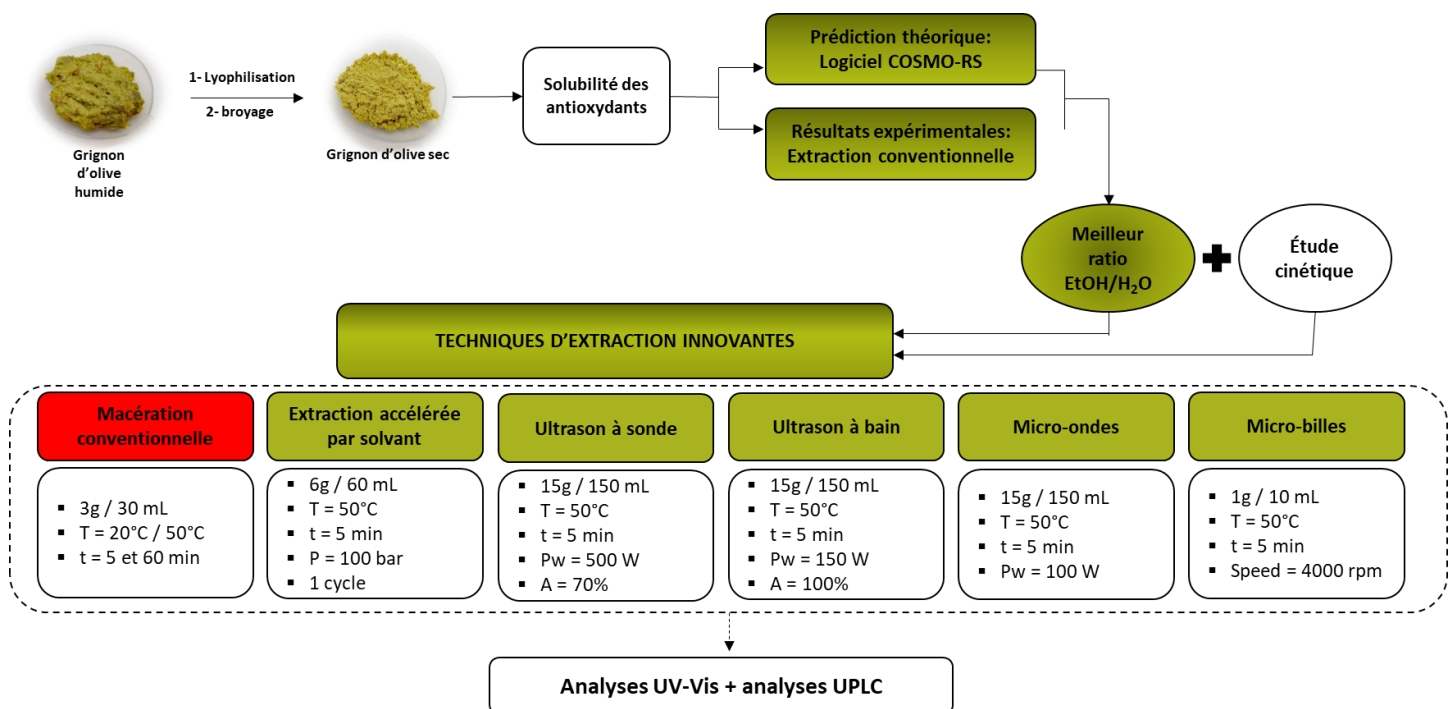 1- Lyophilisation
2- broyage
Grignon
d'olive
humide
Grignon d'olive sec
Solubilité des
antioxydants
Prédiction théorique:
Logiciel COSMO-RS
Résultats expérimentales:
Extraction conventionnelle
Meilleur
ratio
EtOH/H₂O
Étude
cinétique
TECHNIQUES D'EXTRACTION INNOVANTES
Macération
conventionnelle
▪ 3g / 30 mL
▪ T = 20°C / 50°C
▪ t = 5 et 60 min
Extraction accélérée
par solvant
▪ 6g / 60 mL
▪ T = 50°C
▪ t = 5 min
▪ P = 100 bar
▪ 1 cycle
Ultrason à sonde
▪ 15g / 150 mL
▪ T = 50°C
▪ t = 5 min
▪ Pw = 500 W
▪ A = 70%
Ultrason à bain
▪ 15g / 150 mL
▪ T = 50°C
▪ t = 5 min
▪ Pw = 150 W
▪ A = 100%
Micro-ondes
▪ 15g / 150 mL
▪ T = 50°C
▪ t = 5 min
▪ Pw = 100 W
Micro-billes
▪ 1g / 10 mL
▪ T = 50°C
▪ t = 5 min
▪ Speed = 4000 rpm
Analyses UV-Vis + analyses UPLC